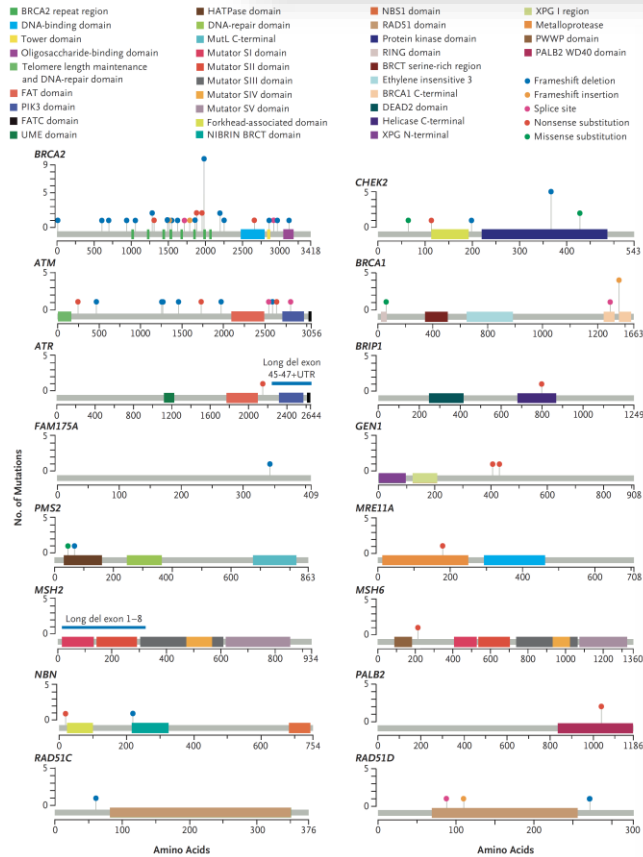 BRCA2 repeat region
DNA-binding domain
Tower domain
Oligosaccharide-binding domain
Telomere length maintenance
and DNA-repair domain
FAT domain
PIK3 domain
FATC domain
UME domain
HATPase domain
DNA-repair domain
MutL C-terminal
Mutator SI domain
Mutator SII domain
Mutator SIII domain
Mutator SIV domain
Mutator SV domain
Forkhead-associated domain
NIBRIN BRCT domain
NBS1 domain
RAD51 domain
Protein kinase domain
RING domain
BRCT serine-rich region
Ethylene insensitive 3
BRCA1 C-terminal
DEAD2 domain
Helicase C-terminal
XPG N-terminal
XPG I region
Metalloprotease
PWWP domain
PALB2 WD40 domain
Frameshift deletion
Frameshift insertion
Splice site
Nonsense substitution
Missense substitution
No. of Mutations
BRCA2
9
5
0
0 500 1000 1500 2000 2500 3000 3418
CHEK2
5
0
0 100 200 300 400 543
ATM
5
0
0 500 1000 1500 2000 2500 3056
BRCA1
5
0
0 200 400 600 800 1000 1200 1663
ATR
Long del exon
45-47+UTR
5
0
0 400 800 1200 1600 2000 2400 2644
BRIP1
5
0
0 200 400 600 800 1000 1249
FAM175A
5
0
0 100 200 300 409
GEN1
5
0
0 200 400 600 800 908
PMS2
5
0
0 200 400 600 863
MRE11A
5
0
0 200 400 600 708
MSH2
Long del exon 1–8
5
0
0 200 400 600 800 934
MSH6
5
0
0 200 400 600 800 1000 1200 1360
NBN
5
0
0 200 400 600 754
PALB2
5
0
0 200 400 600 800 1000 1186
RAD51C
5
0
0 100 200 300 376
Amino Acids
RAD51D
5
0
0 100 200 300
Amino Acids